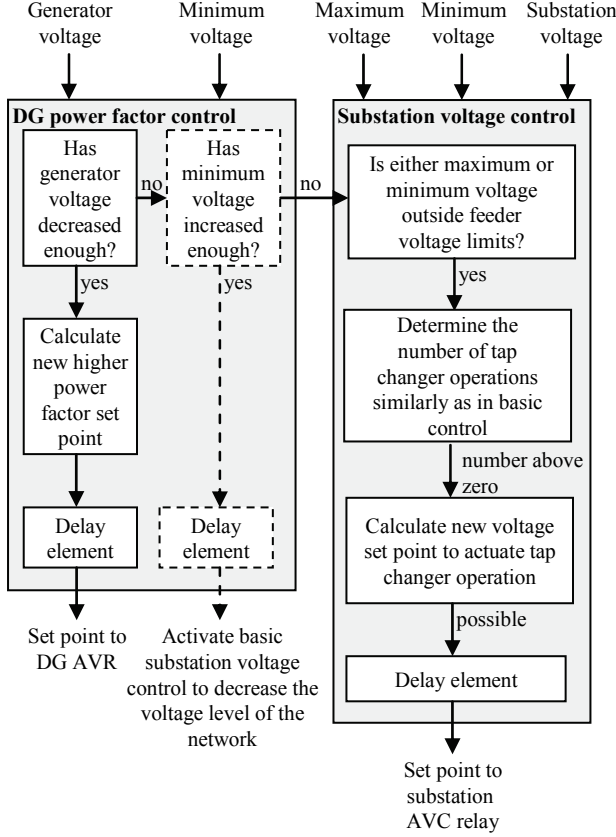 Generator
voltage
Minimum
voltage
Maximum
voltage
Minimum
voltage
Substation
voltage
DG power factor control
Has
generator
voltage
decreased
enough?
no
Has
minimum
voltage
increased
enough?
no
yes
yes
Calculate
new higher
power
factor set
point
Delay
element
Delay
element
Set point to
DG AVR
Activate basic
substation voltage
control to decrease the
voltage level of the
network
Substation voltage control
Is either maximum or
minimum voltage
outside feeder
voltage limits?
yes
Determine the
number of tap
changer operations
similarly as in basic
control
number above
zero
Calculate new voltage
set point to actuate tap
changer operation
possible
Delay element
Set point to
substation
AVC relay